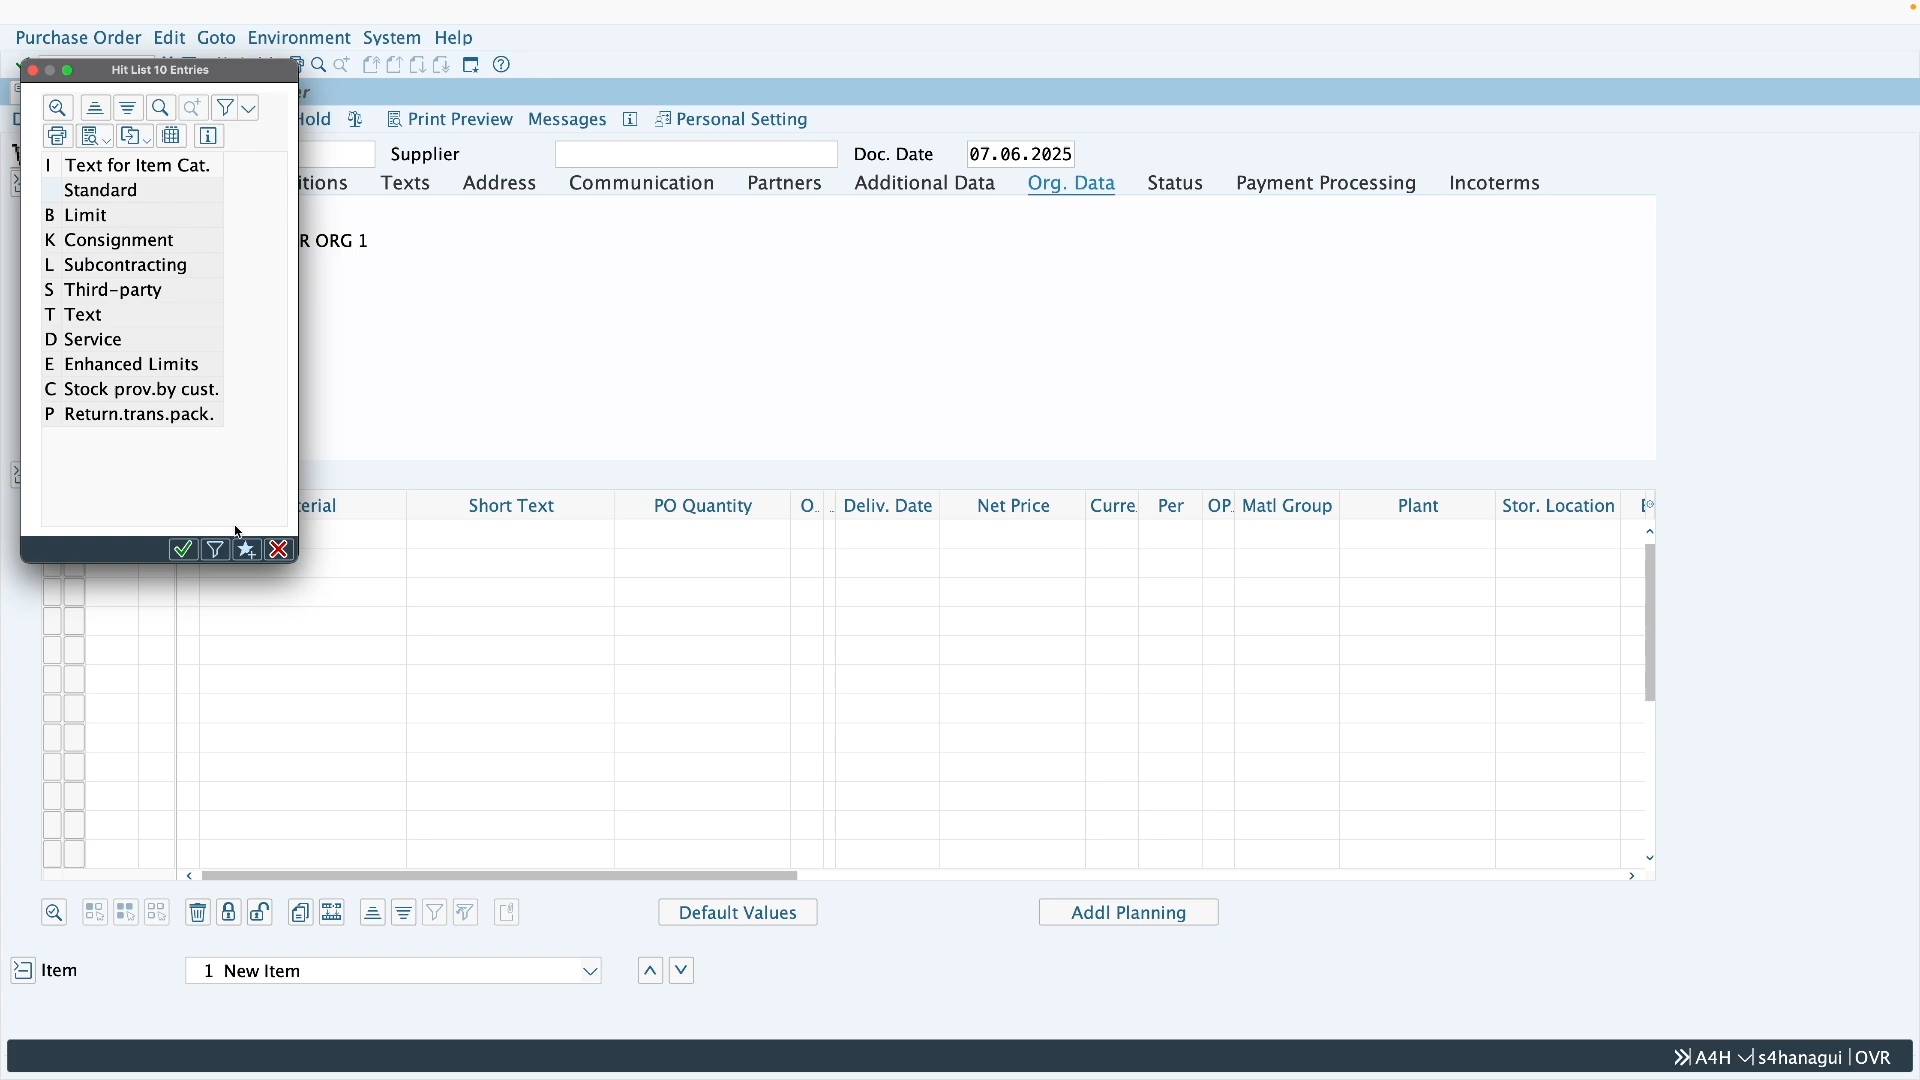 Purchase Order Edit Goto Environment System Help
Hit List 10 Entries
Hold Print Preview Messages Personal Setting
I Text for Item Cat.
Standard
B Limit
K Consignment
L Subcontracting
S Third-party
T Text
D Service
E Enhanced Limits
C Stock prov.by cust.
P Return.trans.pack.
Supplier Doc. Date 07.06.2025
itions Texts Address Communication Partners Additional Data Org. Data Status Payment Processing Incoterms
R ORG 1
erial Short Text PO Quantity O.. .. Deliv. Date Net Price Curre. Per OP. Matl Group Plant Stor. Location
Default Values Addl Planning
Item 1 New Item
A4H s4hanagui OVR